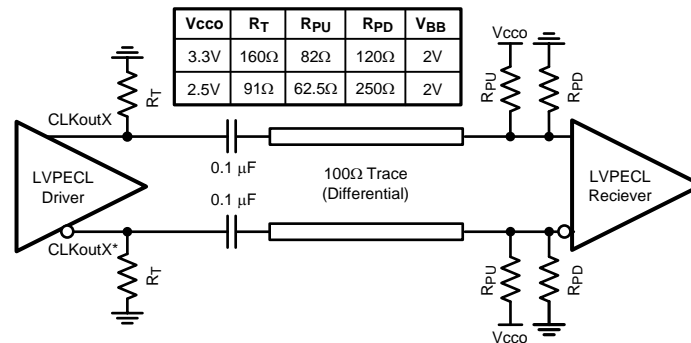 Vcco RT RPU RPD VBB
3.3V 160Ω 82Ω 120Ω 2V
2.5V 91Ω 62.5Ω 250Ω 2V
Vcco
RT
RPU
RPD
CLKoutX
0.1 μF
LVPECL
Driver
100Ω Trace
(Differential)
LVPECL
Reciever
0.1 μF
CLKoutX*
RT
RPU
RPD
Vcco